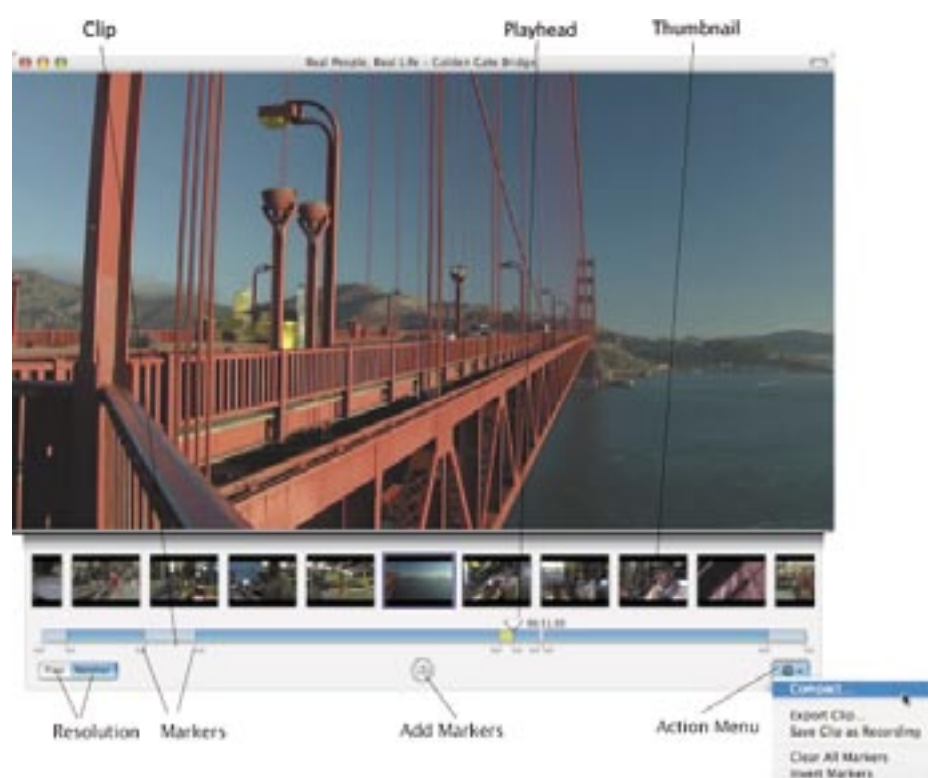 Clip
Playhead
Thumbnail
Real People, Real Life - Golden Gate Bridge
Resolution
Markers
Add Markers
Action Menu
Compact...
Export Clip...
Save Clip as Recording
Clear All Markers
Invert Markers